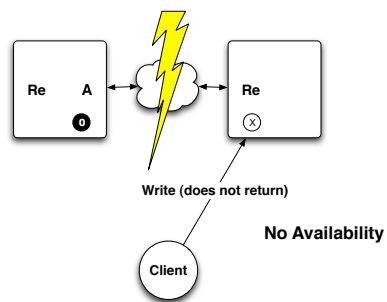 Re A
0
Re
X
Write (does not return)
No Availability
Client